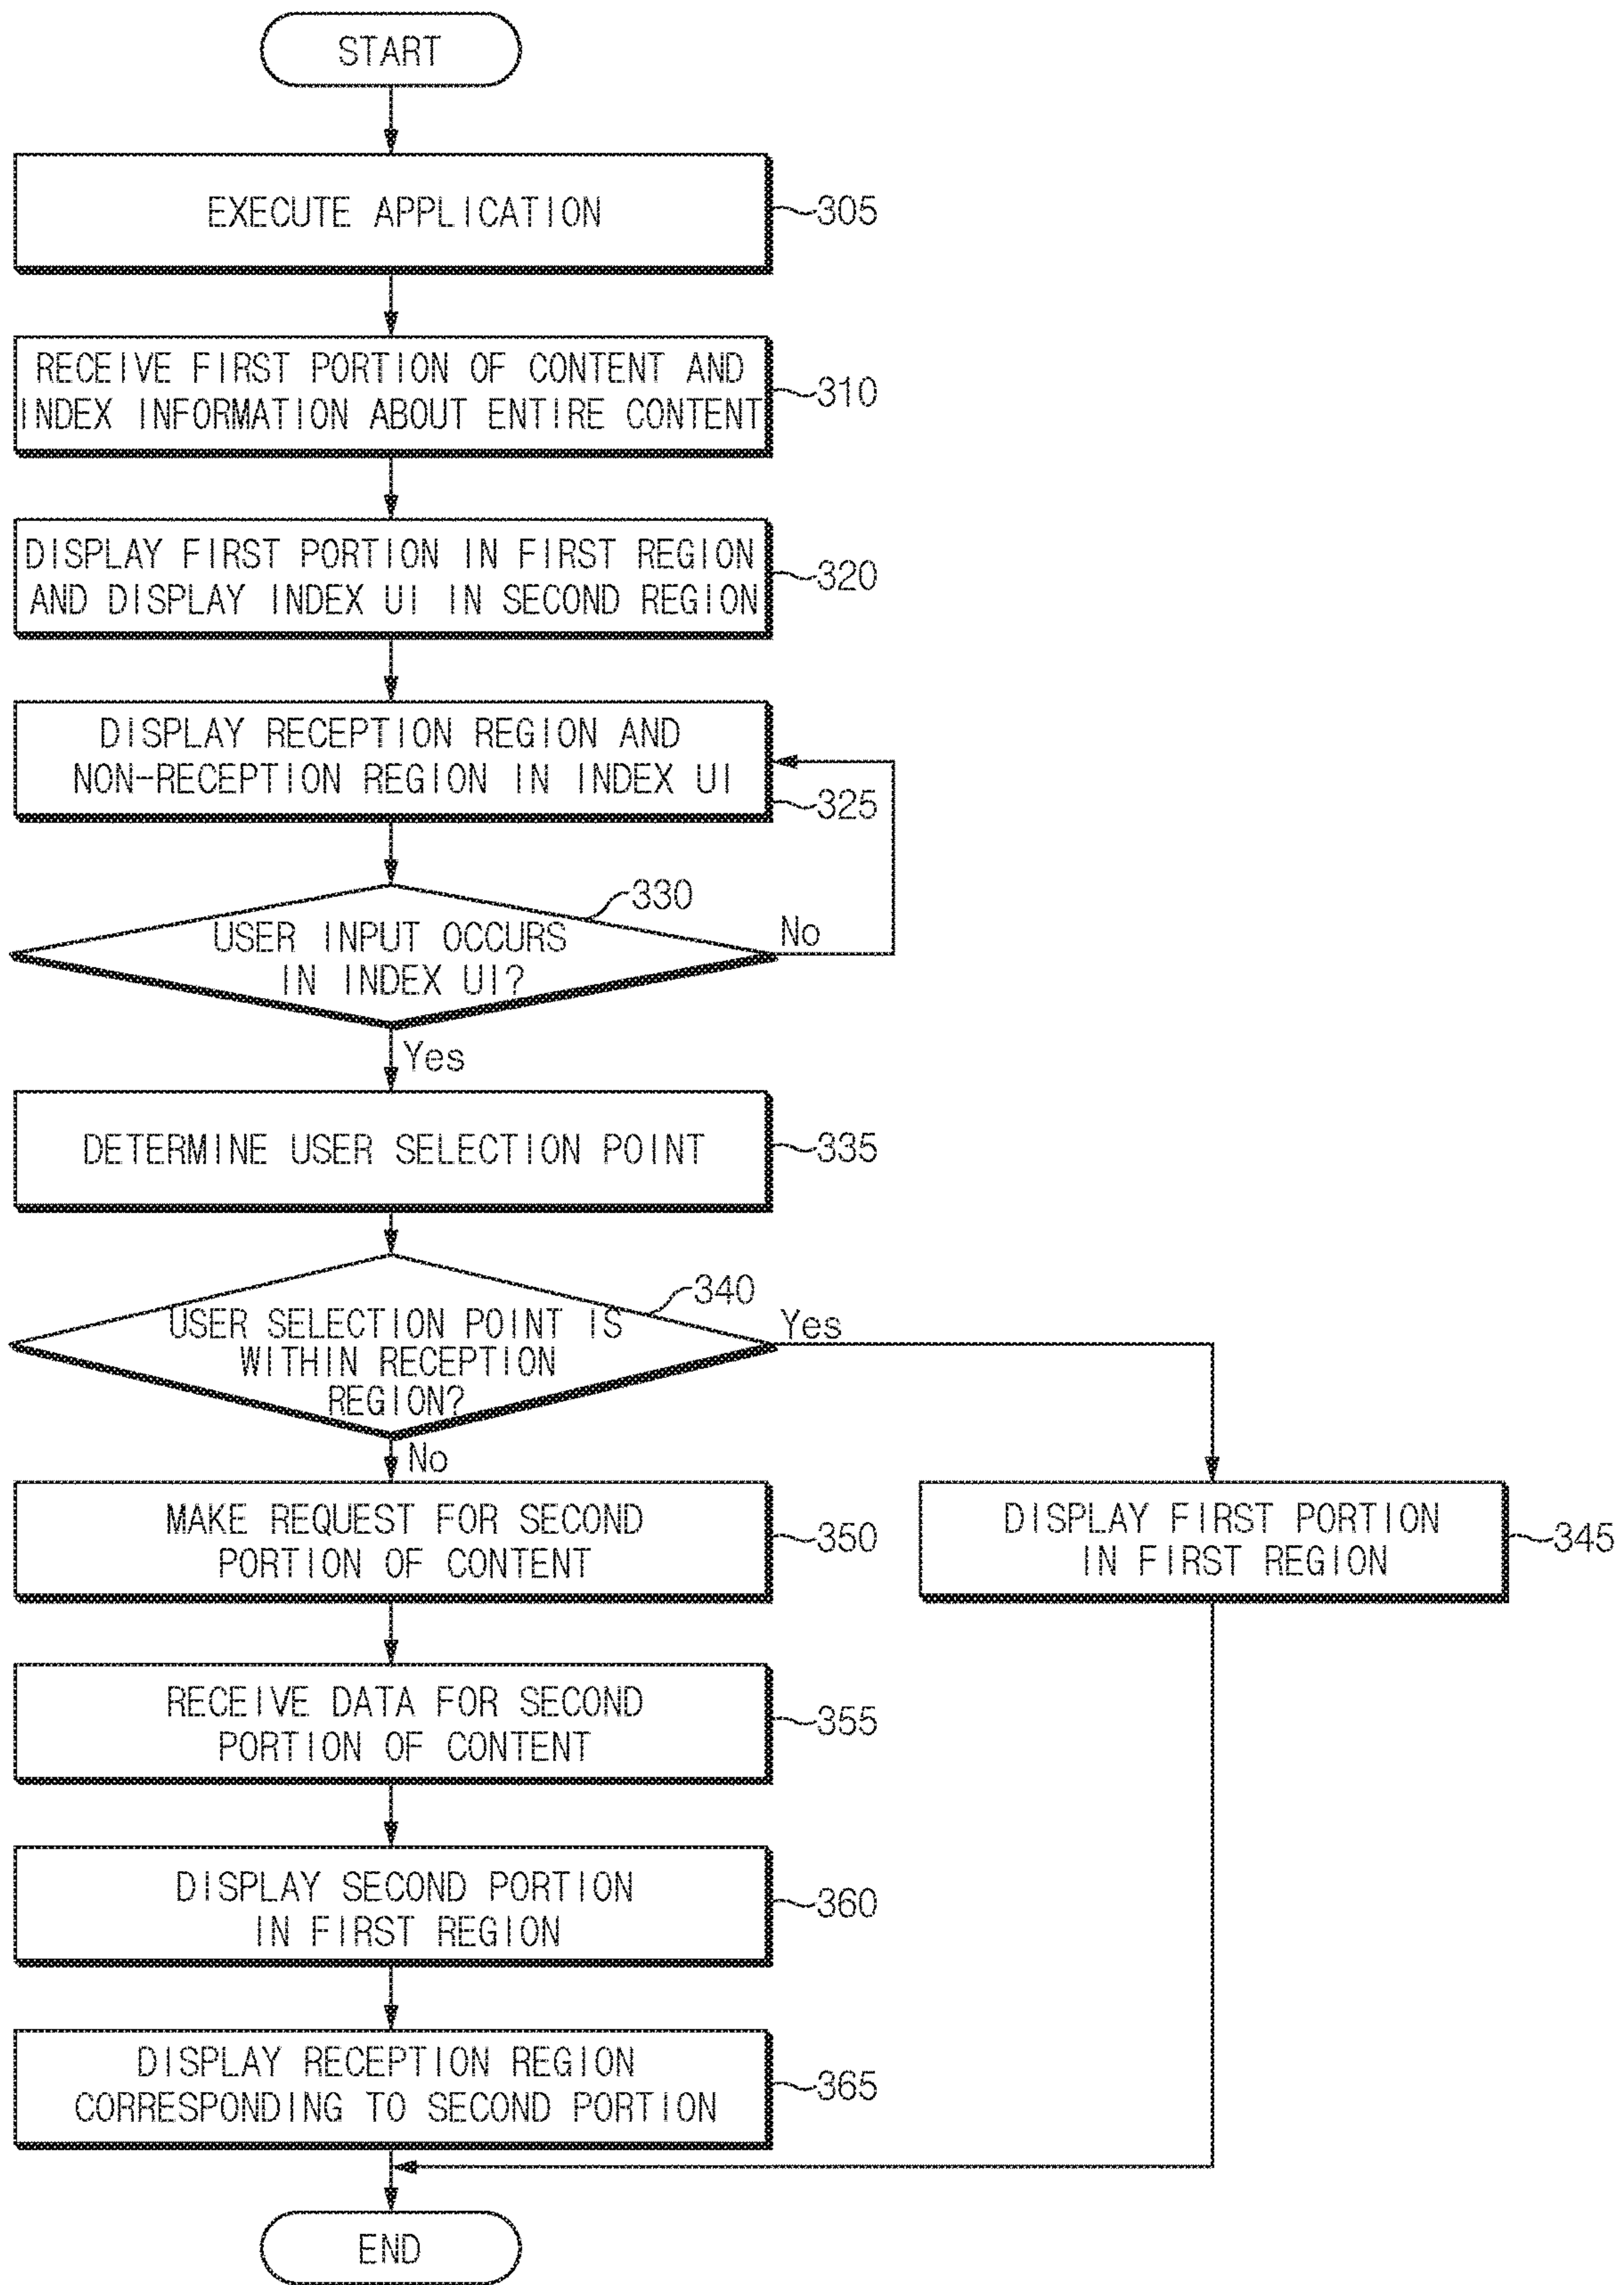 START
EXECUTE APPLICATION
305
RECEIVE FIRST PORTION OF CONTENT AND
INDEX INFORMATION ABOUT ENTIRE CONTENT
310
DISPLAY FIRST PORTION IN FIRST REGION
AND DISPLAY INDEX UI IN SECOND REGION
320
DISPLAY RECEPTION REGION AND
NON-RECEPTION REGION IN INDEX UI
325
330
USER INPUT OCCURS
IN INDEX UI?
No
Yes
DETERMINE USER SELECTION POINT
335
340
USER SELECTION POINT IS
WITHIN RECEPTION
REGION?
Yes
No
MAKE REQUEST FOR SECOND
PORTION OF CONTENT
350
DISPLAY FIRST PORTION
IN FIRST REGION
345
RECEIVE DATA FOR SECOND
PORTION OF CONTENT
355
DISPLAY SECOND PORTION
IN FIRST REGION
360
DISPLAY RECEPTION REGION
CORRESPONDING TO SECOND PORTION
365
END